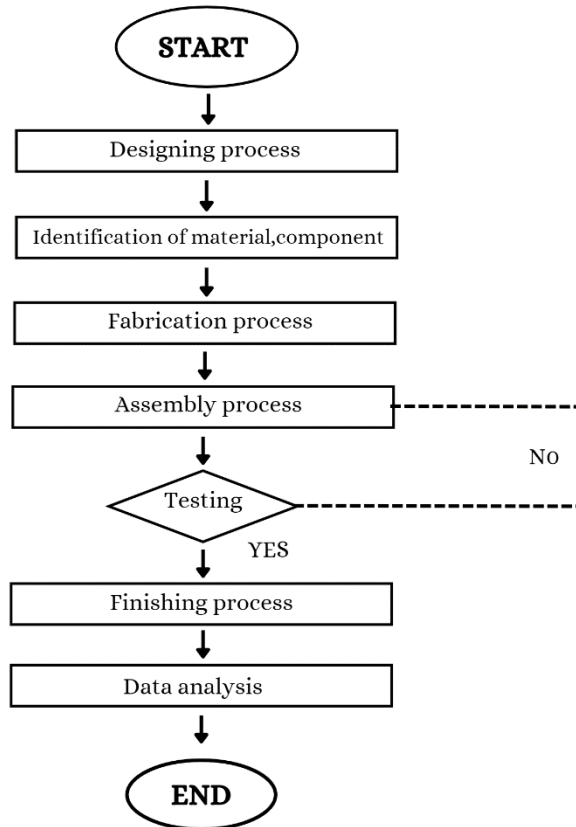 START
Designing process
Identification of material,component
Fabrication process
Assembly process
NO
Testing
YES
Finishing process
Data analysis
END